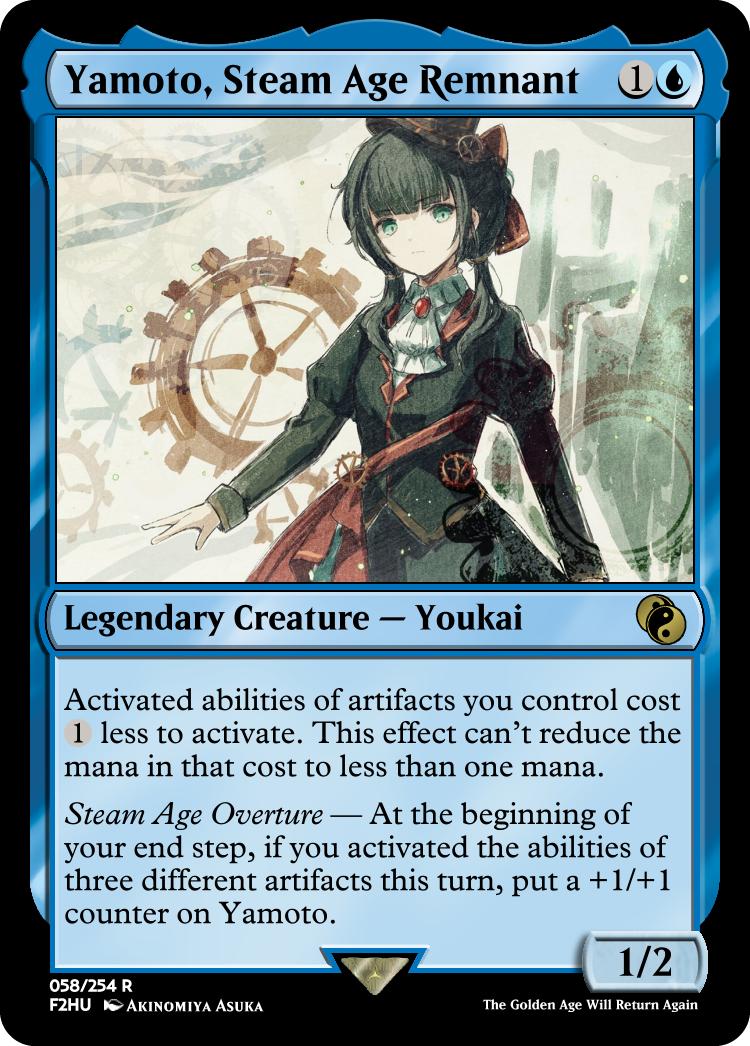 Yamoto, Steam Age Remnant 1
Legendary Creature — Youkai
Activated abilities of artifacts you control cost
1 less to activate. This effect can't reduce the
mana in that cost to less than one mana.
Steam Age Overture — At the beginning of
your end step, if you activated the abilities of
three different artifacts this turn, put a +1/+1
counter on Yamoto.
1/2
058/254 R
F2HU Akinomiya Asuka
The Golden Age Will Return Again